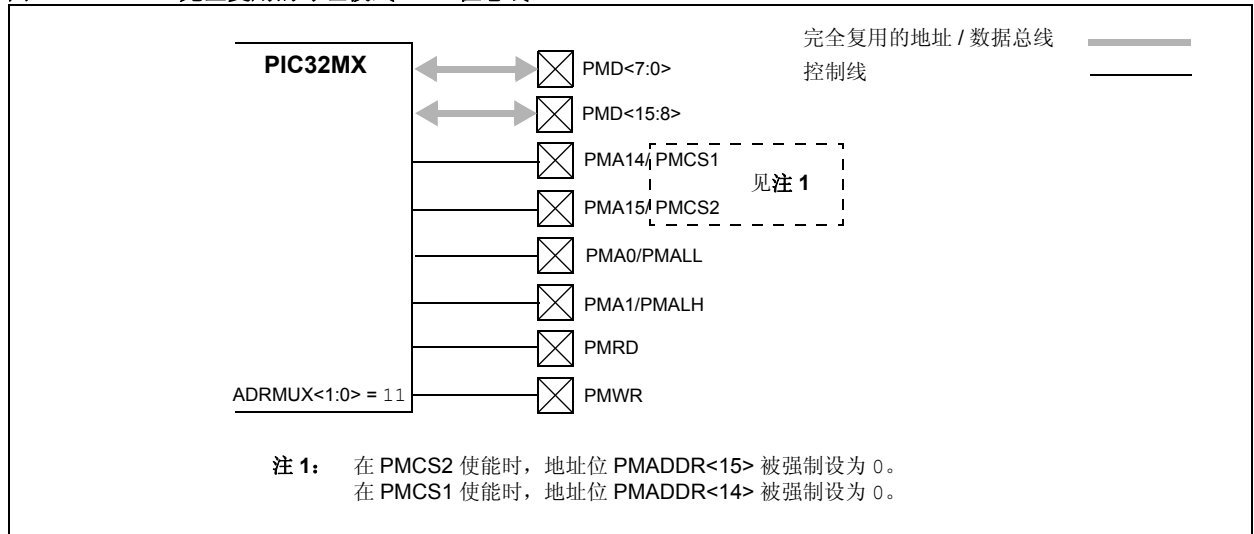 完全复用的地址 / 数据总线
控制线
PIC32MX
PMD<7:0>
PMD<15:8>
PMA14/ PMCS1
见注 1
PMA15/ PMCS2
PMA0/PMALL
PMA1/PMALH
PMRD
ADRMUX<1:0> = 11
PMWR
注 1： 在 PMCS2 使能时，地址位 PMADDR<15> 被强制设为 0。
在 PMCS1 使能时，地址位 PMADDR<14> 被强制设为 0。